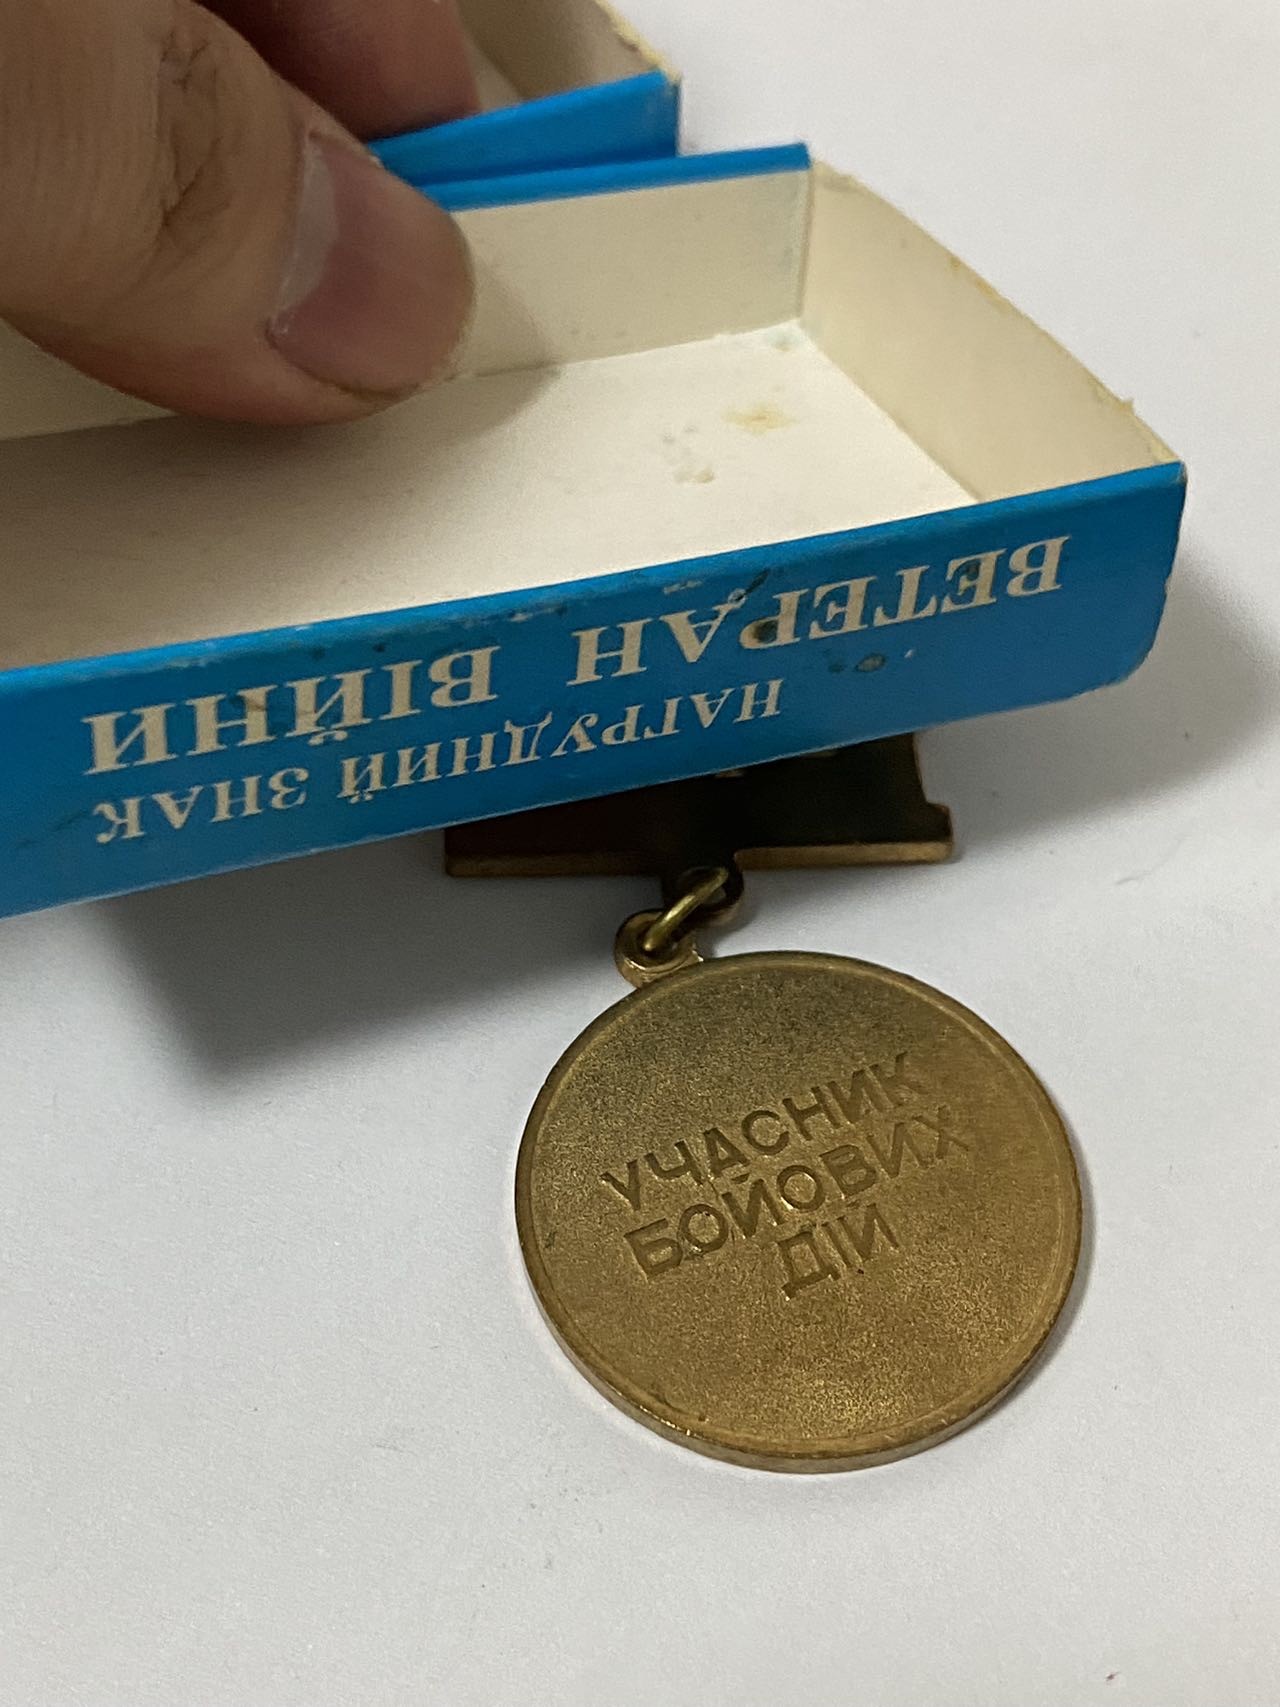 НАГРУДНИЙ ЗНАК
ВЕТЕРАН ВІЙНИ
УЧАСНИК
БОЙОВИХ
ДІЙ